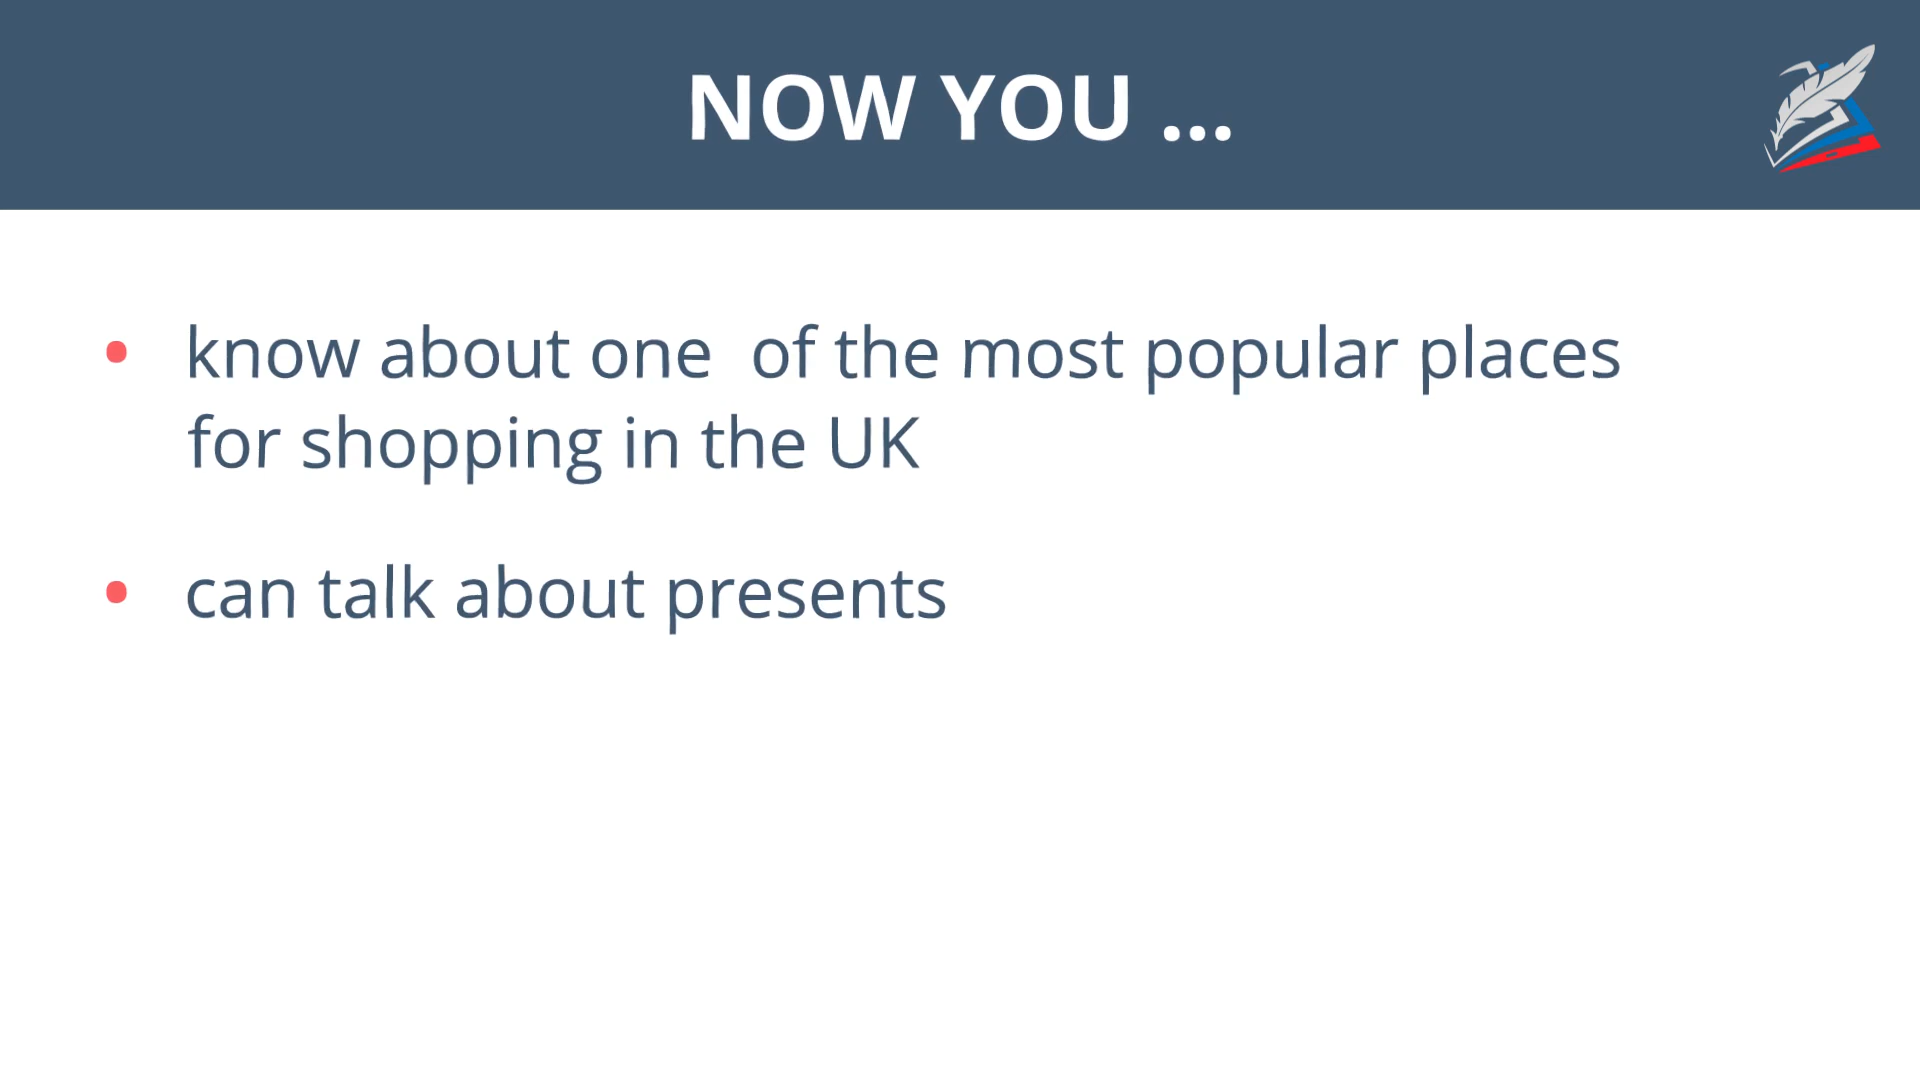 NOW YOU ...
• know about one  of the most popular places
for shopping in the UK
• can talk about presents